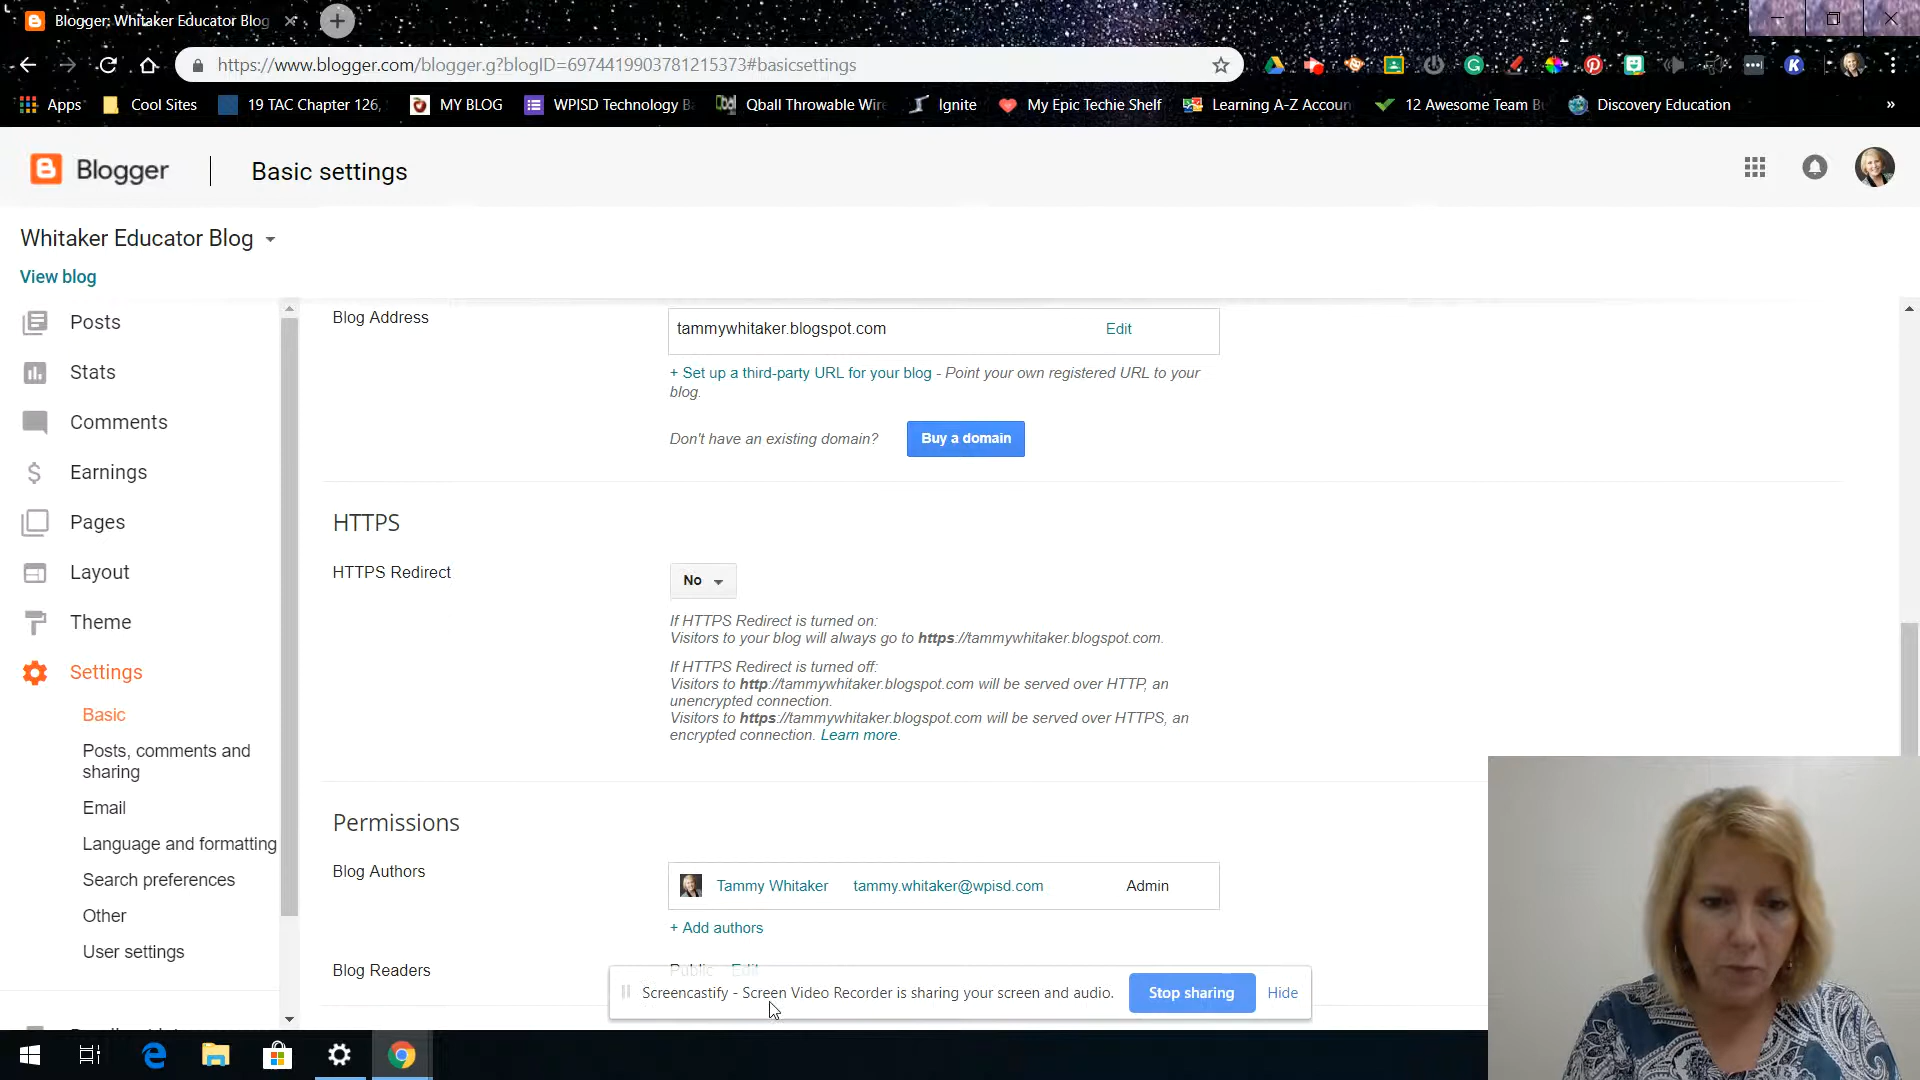 Blogger: Whitaker Educator Blog
https://www.blogger.com/blogger.g?blogID=6974419903781215373#basicsettings
Apps
Cool Sites
19 TAC Chapter 126,
MY BLOG
WPISD Technology Ba
Qball Throwable Wire
Ignite
My Epic Techie Shelf
Learning A-Z Accoun
12 Awesome Team B
Discovery Education
»
Blogger
Basic settings
Whitaker Educator Blog
View blog
Posts
Stats
Comments
Earnings
Pages
Layout
Theme
Settings
Basic
Posts, comments and
sharing
Email
Language and formatting
Search preferences
Other
User settings
Blog Address
tammywhitaker.blogspot.com Edit
+ Set up a third-party URL for your blog - Point your own registered URL to your
blog.
Don't have an existing domain? Buy a domain
HTTPS
HTTPS Redirect
No
If HTTPS Redirect is turned on:
Visitors to your blog will always go to https://tammywhitaker.blogspot.com.
If HTTPS Redirect is turned off:
Visitors to http://tammywhitaker.blogspot.com will be served over HTTP, an
unencrypted connection.
Visitors to https://tammywhitaker.blogspot.com will be served over HTTPS, an
encrypted connection. Learn more.
Permissions
Blog Authors
Tammy Whitaker tammy.whitaker@wpisd.com Admin
+ Add authors
Blog Readers
Public Edit
Screencastify - Screen Video Recorder is sharing your screen and audio. Stop sharing Hide